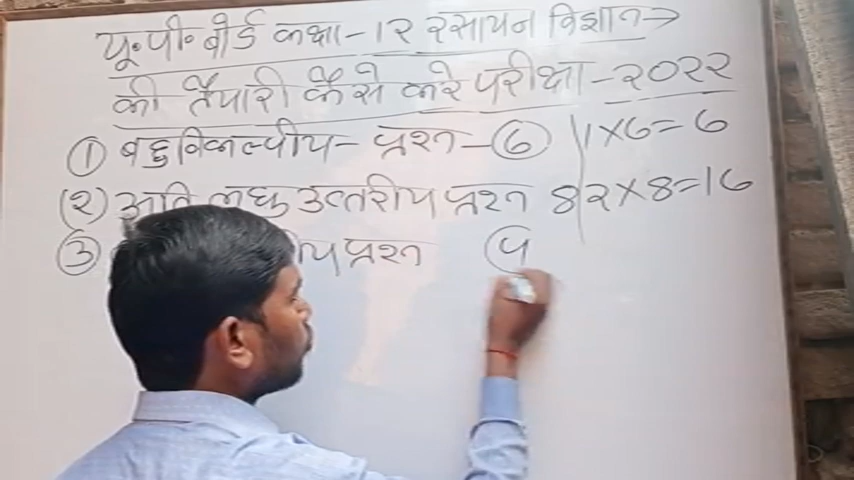 यू॰पी॰ बोर्ड कक्षा-12 रसायन विज्ञान→
की तैयारी कैसे करे परीक्षा-2022
① बहुविकल्पीय- प्रश्न-⑥ | 1×6=6
(2) अति लघु उत्तरीय प्रश्न 8 | 2×8=16
③ प्रश्न